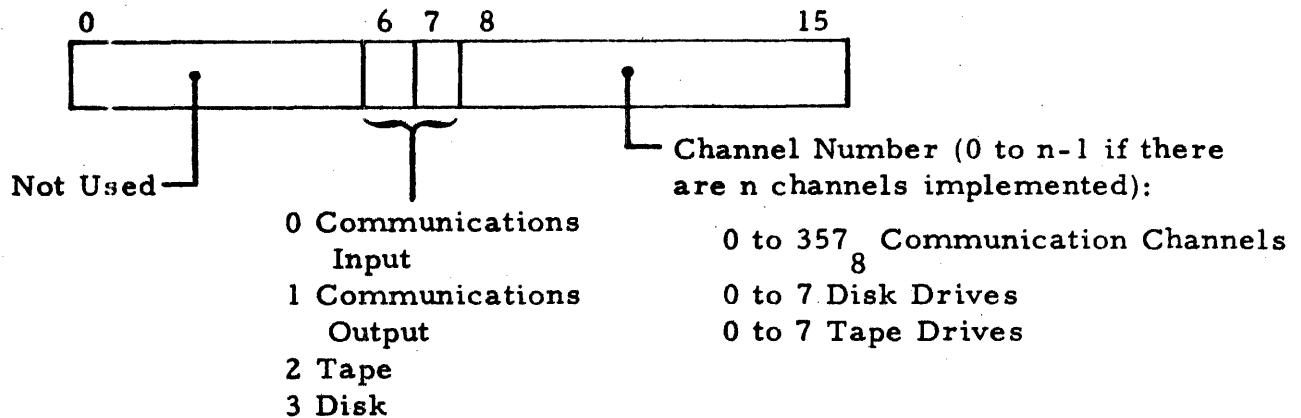 0 6 7 8 15
Not Used
Channel Number (0 to n-1 if there
are n channels implemented):
0 Communications
Input
1 Communications
Output
2 Tape
3 Disk
0 to 357 8 Communication Channels
0 to 7 Disk Drives
0 to 7 Tape Drives